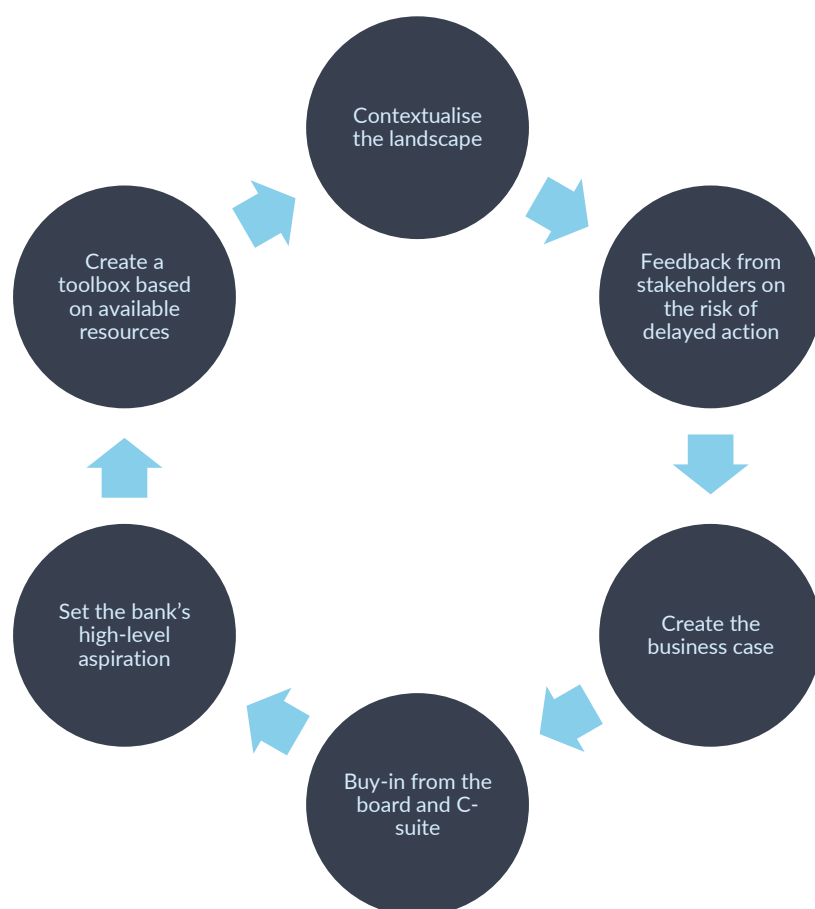 Contextualise
the landscape
Feedback from
stakeholders on
the risk of
delayed action
Create the
business case
Buy-in from the
board and C-
suite
Set the bank’s
high-level
aspiration
Create a
toolbox based
on available
resources